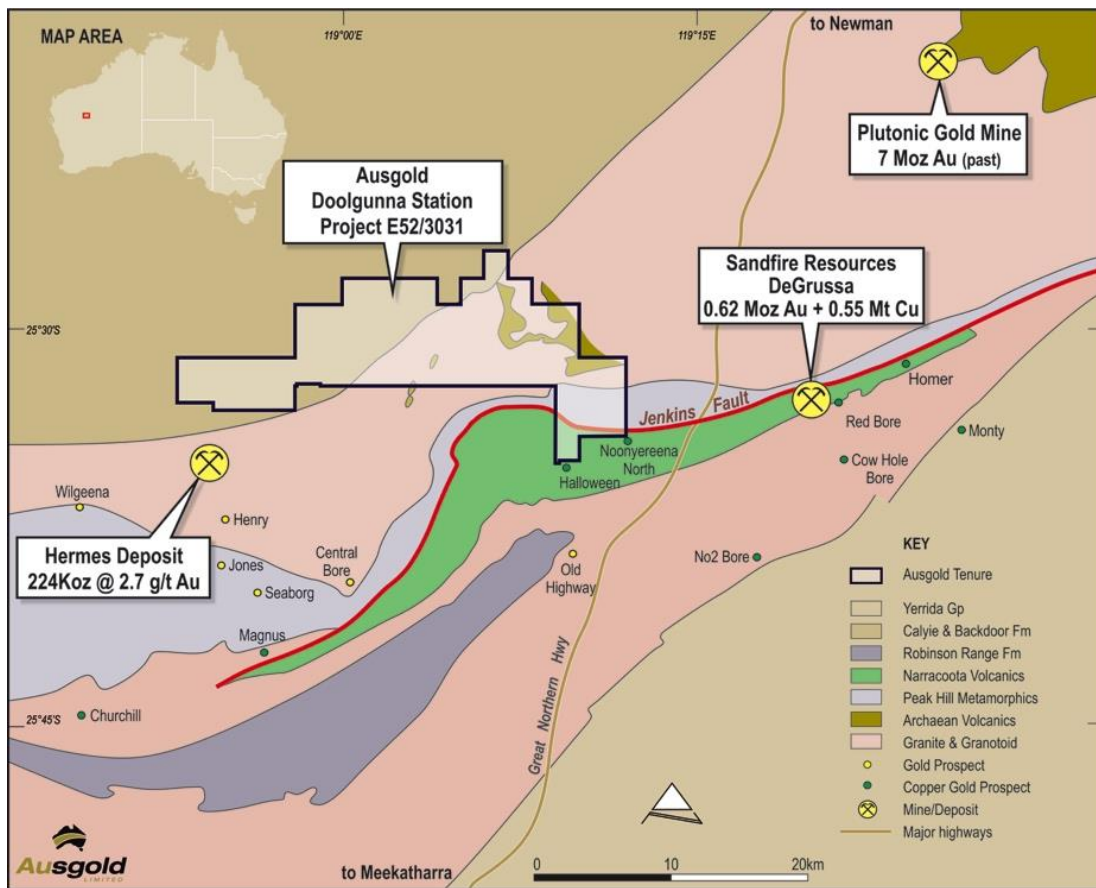 MAP AREA
119°00'E
119°15'E
to Newman
Plutonic Gold Mine
7 Moz Au (past)
Ausgold
Doolgunna Station
Project E52/3031
Sandfire Resources
DeGrussa
0.62 Moz Au + 0.55 Mt Cu
25°30'S
Jenkins Fault
Homer
Red Bore
Monty
Noonyereena
North
Halloween
Cow Hole
Bore
Wilgeena
Henry
Hermes Deposit
224Koz @ 2.7 g/t Au
Jones
Seaborg
Central
Bore
Old
Highway
No2 Bore
Magnus
Churchill
25°45'S
Great Northern Hwy
KEY
Ausgold Tenure
Yerrida Gp
Calyie & Backdoor Fm
Robinson Range Fm
Narracoota Volcanics
Peak Hill Metamorphics
Archaean Volcanics
Granite & Granotoid
Gold Prospect
Copper Gold Prospect
Mine/Deposit
Major highways
Ausgold
LIMITED
to Meekatharra
0
10
20km